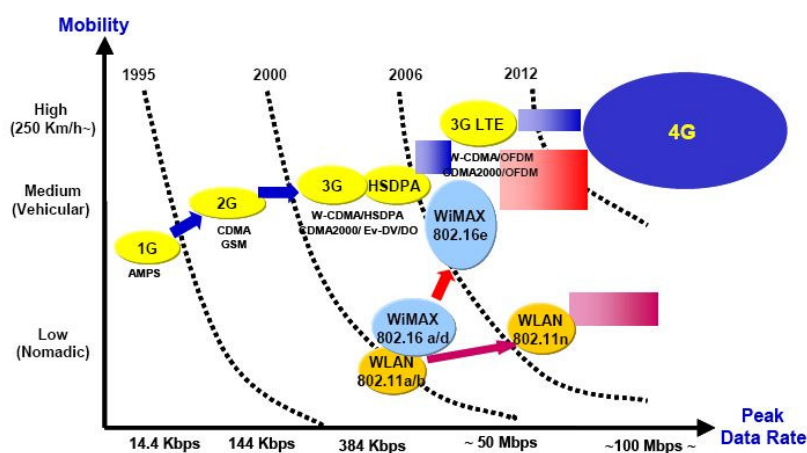 Mobility
1995
2000
2006
2012
High
(250 Km/h~)
3G LTE
4G
W-CDMA/OFDM
CDMA2000/OFDM
Medium
(Vehicular)
3G
HSDPA
2G
W-CDMA/HSDPA
CDMA2000/ Ev-DV/DO
CDMA
GSM
WiMAX
802.16e
1G
AMPS
Low
(Nomadic)
WiMAX
802.16 a/d
WLAN
802.11n
WLAN
802.11a/b
Peak
Data Rate
14.4 Kbps
144 Kbps
384 Kbps
~ 50 Mbps
~100 Mbps ~